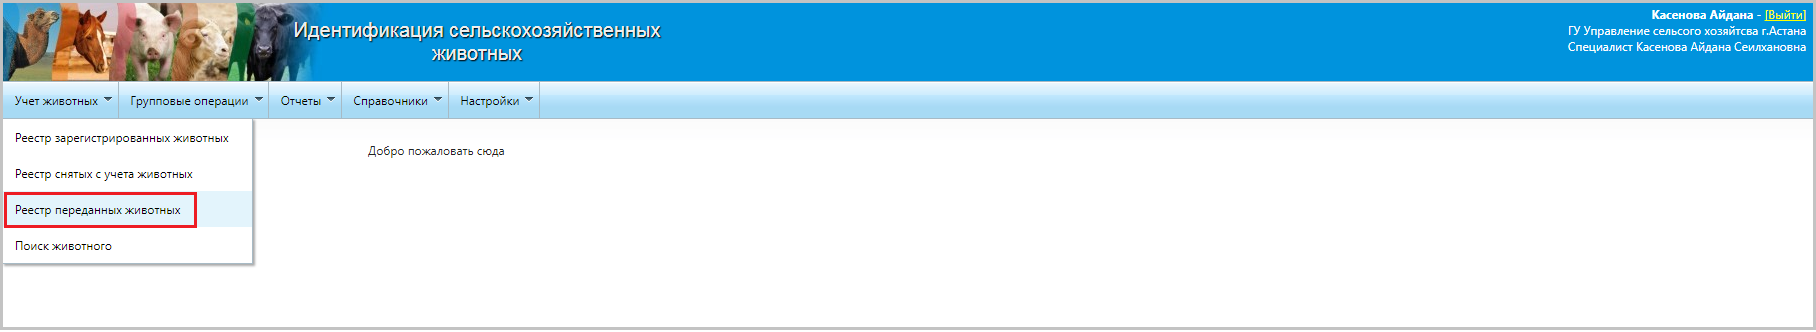 Идентификация сельскохозяйственных
животных
Касенова Айдана - [Выйти]
ГУ Управление сельсого хозяйтсва г.Астана
Специалист Касенова Айдана Сеилхановна
Учет животных Групповые операции Отчеты Справочники Настройки
Реестр зарегистрированных животных
Реестр снятых с учета животных
Реестр переданных животных
Поиск животного
Добро пожаловать сюда